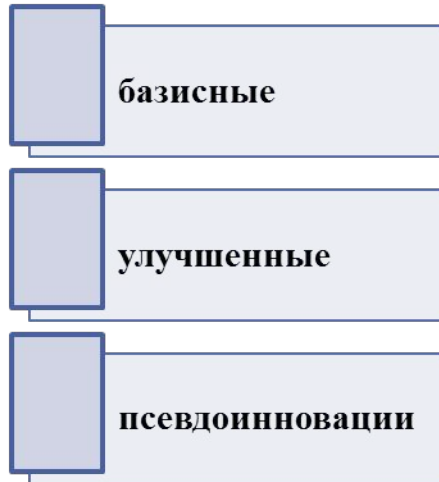 базисные
улучшенные
псевдоинновации